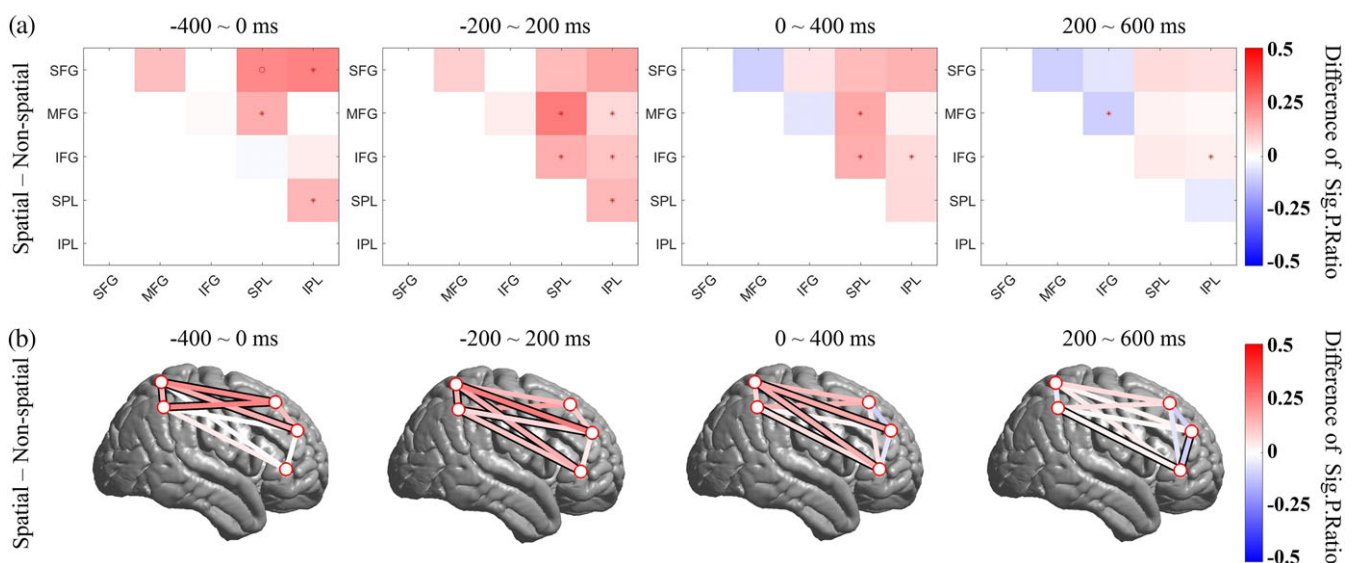 (a)
-400 ~ 0 ms
-200 ~ 200 ms
0 ~ 400 ms
200 ~ 600 ms
Spatial – Non-spatial
SFG
MFG
IFG
SPL
IPL
SFG
MFG
IFG
SPL
IPL
SFG
MFG
IFG
SPL
IPL
SFG
MFG
IFG
SPL
IPL
SFG
MFG
IFG
SPL
IPL
SFG
MFG
IFG
SPL
IPL
SFG
MFG
IFG
SPL
IPL
SFG
MFG
IFG
SPL
IPL
0.5
0.25
0
-0.25
-0.5
Difference of Sig.P.Ratio
(b)
-400 ~ 0 ms
-200 ~ 200 ms
0 ~ 400 ms
200 ~ 600 ms
Spatial – Non-spatial
0.5
0.25
0
-0.25
-0.5
Difference of Sig.P.Ratio